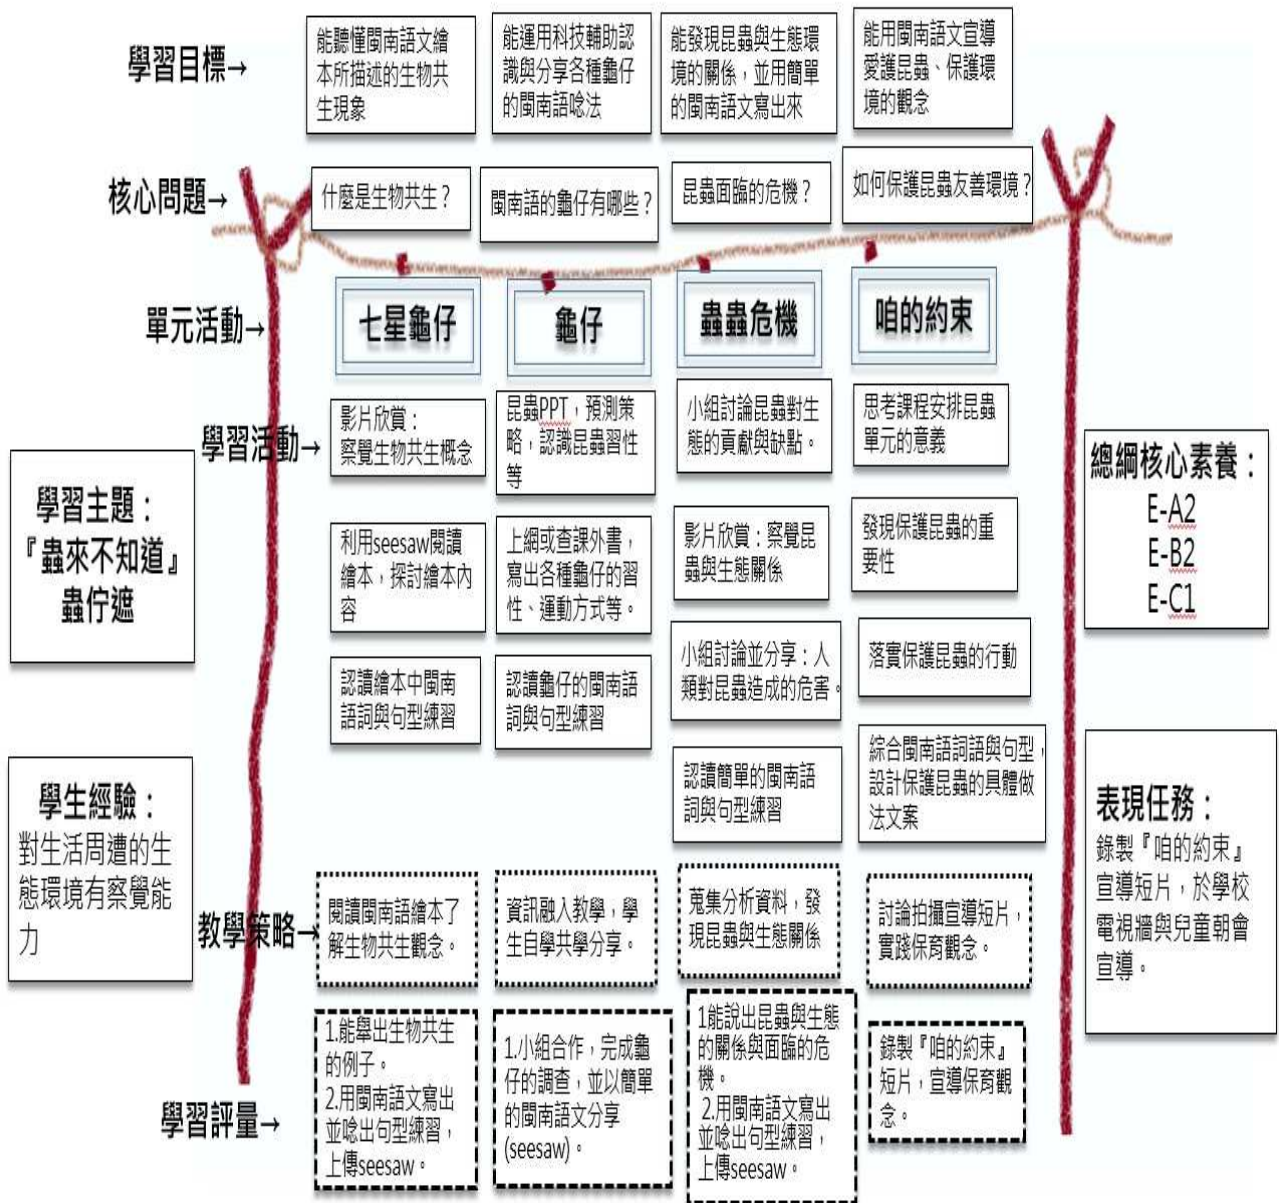 學習目標→
能聽懂閩南語文繪
本所描述的生物共
生現象
能運用科技輔助認
識與分享各種龜仔
的閩南語唸法
能發現昆蟲與生態環
境的關係，並用簡單
的閩南語文寫出來
能用閩南語文宣導
愛護昆蟲、保護環
境的觀念
核心問題→
什麼是生物共生？
閩南語的龜仔有哪些？
昆蟲面臨的危機？
如何保護昆蟲友善環境？
單元活動→
七星龜仔
龜仔
蟲蟲危機
咱的約束
學習活動→
影片欣賞：
察覺生物共生概念
昆蟲PPT，預測策
略，認識昆蟲習性
等
小組討論昆蟲對生
態的貢獻與缺點。
思考課程安排昆蟲
單元的意義
利用seesaw閱讀
繪本，探討繪本內
容
上網或查課外書，
寫出各種龜仔的習
性、運動方式等。
影片欣賞：察覺昆
蟲與生態關係
發現保護昆蟲的重
要性
認讀繪本中閩南
語詞與句型練習
認讀龜仔的閩南語
詞與句型練習
小組討論並分享：人
類對昆蟲造成的危害。
落實保護昆蟲的行動
認讀簡單的閩南語
詞與句型練習
綜合閩南語詞語與句型，
設計保護昆蟲的具體做
法文案
學習主題：
『蟲來不知道』
蟲佇遮
學生經驗：
對生活周遭的生
態環境有察覺能
力
總綱核心素養：
E-A2
E-B2
E-C1
表現任務：
錄製『咱的約束』
宣導短片，於學校
電視牆與兒童朝會
宣導。
教學策略→
閱讀閩南語繪本了
解生物共生觀念。
資訊融入教學，學
生自學共學分享。
蒐集分析資料，發
現昆蟲與生態關係
討論拍攝宣導短片，
實踐保育觀念。
學習評量→
1.能舉出生物共生
的例子。
2.用閩南語文寫出
並唸出句型練習，
上傳seesaw。
1.小組合作，完成龜
仔的調查，並以簡單
的閩南語文分享
(seesaw)。
1能說出昆蟲與生態
的關係與面臨的危
機。
2.用閩南語文寫出
並唸出句型練習，
上傳seesaw。
錄製『咱的約束』
短片，宣導保育觀
念。